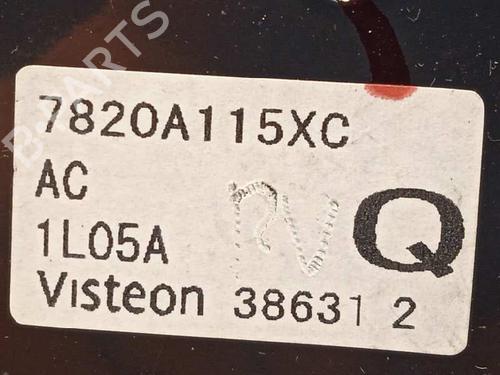 B-PARTS
7820A115XC
AC
1L05A
Q
Visteon 38631 2